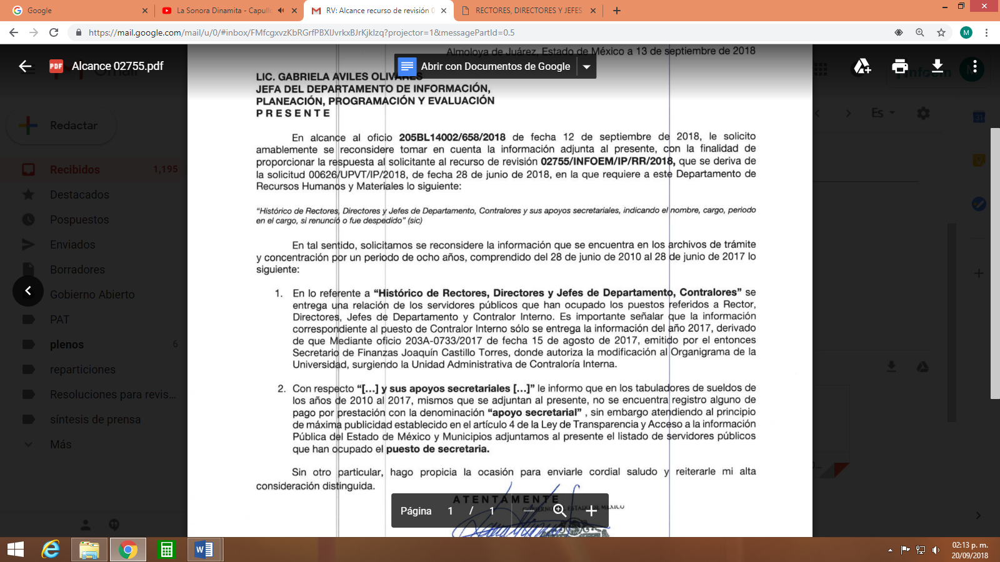 Google
La Sonora Dinamita - Capull
RV: Alcance recurso de revisión 0
RECTORES, DIRECTORES Y JEFES
https://mail.google.com/mail/u/0/#inbox/FMfcgxvzKbRGrfPBXlJvrkxBJrKjklzq?projector=1&messagePartId=0.5
M
PDF Alcance 02755.pdf
Abrir con Documentos de Google
Redactar
Recibidos 1,195
Destacados
Pospuestos
Enviados
Borradores
Gobierno Abierto
PAT
plenos 6
reparticiones
Resoluciones para revis...
síntesis de prensa
Más
Es
31
Almoloya de Juárez, Estado de México a 13 de septiembre de 2018
LIC. GABRIELA AVILES OLIVARES
JEFA DEL DEPARTAMENTO DE INFORMACIÓN,
PLANEACIÓN, PROGRAMACIÓN Y EVALUACIÓN
P R E S E N T E
En alcance al oficio 205BL14002/658/2018 de fecha 12 de septiembre de 2018, le solicito
amablemente se reconsidere tomar en cuenta la información adjunta al presente, con la finalidad de
proporcionar la respuesta al solicitante al recurso de revisión 02755/INFOEM/IP/RR/2018, que se deriva de
la solicitud 00626/UPVT/IP/2018, de fecha 28 de junio de 2018, en la que requiere a este Departamento de
Recursos Humanos y Materiales lo siguiente:
“Histórico de Rectores, Directores y Jefes de Departamento, Contralores y sus apoyos secretariales, indicando el nombre, cargo, periodo
en el cargo, si renunció o fue despedido” (sic)
En tal sentido, solicitamos se reconsidere la información que se encuentra en los archivos de trámite
y concentración por un periodo de ocho años, comprendido del 28 de junio de 2010 al 28 de junio de 2017 lo
siguiente:
1. En lo referente a “Histórico de Rectores, Directores y Jefes de Departamento, Contralores” se
entrega una relación de los servidores públicos que han ocupado los puestos referidos a Rector,
Directores, Jefes de Departamento y Contralor Interno. Es importante señalar que la información
correspondiente al puesto de Contralor Interno sólo se entrega la información del año 2017, derivado
de que Mediante oficio 203A-0733/2017 de fecha 15 de agosto de 2017, emitido por el entonces
Secretario de Finanzas Joaquín Castillo Torres, donde autoriza la modificación al Organigrama de la
Universidad, surgiendo la Unidad Administrativa de Contraloría Interna.
2. Con respecto “[...] y sus apoyos secretariales [...]” le informo que en los tabuladores de sueldos de
los años de 2010 al 2017, mismos que se adjuntan al presente, no se encuentra registro alguno de
pago por prestación con la denominación “apoyo secretarial” , sin embargo atendiendo al principio
de máxima publicidad establecido en el artículo 4 de la Ley de Transparencia y Acceso a la información
Pública del Estado de México y Municipios adjuntamos al presente el listado de servidores públicos
que han ocupado el puesto de secretaria.
Sin otro particular, hago propicia la ocasión para enviarle cordial saludo y reiterarle mi alta
consideración distinguida.
A T E N T A M E N T E
GOBIERNO DEL ESTADO DE MÉXICO
Página 1 / 1
02:13 p. m.
20/09/2018